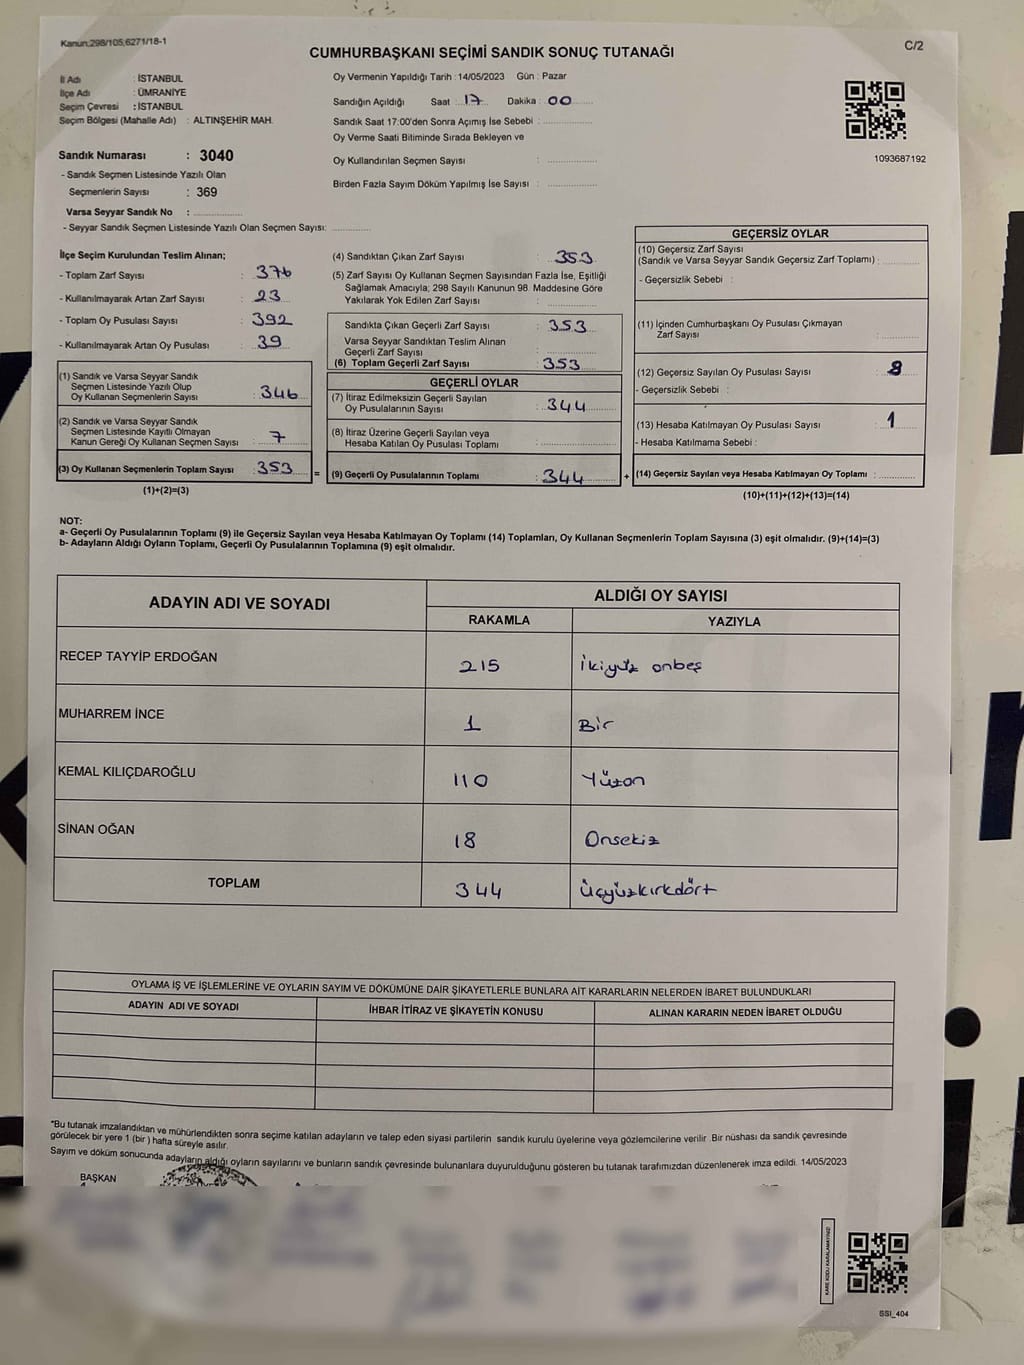 Kanun;298/105;6271/18-1
CUMHURBAŞKANI SEÇİMİ SANDIK SONUÇ TUTANAĞI
C/2
İl Adı : İSTANBUL
İlçe Adı : ÜMRANİYE
Seçim Çevresi : İSTANBUL
Seçim Bölgesi (Mahalle Adı) : ALTINŞEHİR MAH.
Oy Vermenin Yapıldığı Tarih :14/05/2023 Gün : Pazar
Sandığın Açıldığı Saat : 17 Dakika : 00
Sandık Saat 17:00'den Sonra Açımış İse Sebebi :
Oy Verme Saati Bitiminde Sırada Bekleyen ve
Oy Kullandırılan Seçmen Sayısı :
Birden Fazla Sayım Döküm Yapılmış İse Sayısı :
1093687192
Sandık Numarası : 3040
- Sandık Seçmen Listesinde Yazılı Olan
Seçmenlerin Sayısı : 369
Varsa Seyyar Sandık No :
- Seyyar Sandık Seçmen Listesinde Yazılı Olan Seçmen Sayısı:
İlçe Seçim Kurulundan Teslim Alınan;
- Toplam Zarf Sayısı : 376
- Kullanılmayarak Artan Zarf Sayısı : 23
- Toplam Oy Pusulası Sayısı : 392
- Kullanılmayarak Artan Oy Pusulası : 39
(1) Sandık ve Varsa Seyyar Sandık
Seçmen Listesinde Yazılı Olup
Oy Kullanan Seçmenlerin Sayısı : 346
(2) Sandık ve Varsa Seyyar Sandık
Seçmen Listesinde Kayıtlı Olmayan
Kanun Gereği Oy Kullanan Seçmen Sayısı : 7
(3) Oy Kullanan Seçmenlerin Toplam Sayısı : 353 =
(1)+(2)=(3)
(4) Sandıktan Çıkan Zarf Sayısı : 353
(5) Zarf Sayısı Oy Kullanan Seçmen Sayısından Fazla İse, Eşitliği
Sağlamak Amacıyla; 298 Sayılı Kanunun 98. Maddesine Göre
Yakılarak Yok Edilen Zarf Sayısı :
Sandıkta Çıkan Geçerli Zarf Sayısı : 353
Varsa Seyyar Sandıktan Teslim Alınan
Geçerli Zarf Sayısı :
(6) Toplam Geçerli Zarf Sayısı : 353
GEÇERLİ OYLAR
(7) İtiraz Edilmeksizin Geçerli Sayılan
Oy Pusulalarının Sayısı : 344
(8) İtiraz Üzerine Geçerli Sayılan veya
Hesaba Katılan Oy Pusulası Toplamı :
(9) Geçerli Oy Pusulalarının Toplamı : 344 +
GEÇERSİZ OYLAR
(10) Geçersiz Zarf Sayısı
(Sandık ve Varsa Seyyar Sandık Geçersiz Zarf Toplamı) :
- Geçersizlik Sebebi :
(11) İçinden Cumhurbaşkanı Oy Pusulası Çıkmayan
Zarf Sayısı :
(12) Geçersiz Sayılan Oy Pusulası Sayısı : 8
- Geçersizlik Sebebi :
(13) Hesaba Katılmayan Oy Pusulası Sayısı : 1
- Hesaba Katılmama Sebebi :
(14) Geçersiz Sayılan veya Hesaba Katılmayan Oy Toplamı :
(10)+(11)+(12)+(13)=(14)
NOT:
a- Geçerli Oy Pusulalarının Toplamı (9) ile Geçersiz Sayılan veya Hesaba Katılmayan Oy Toplamı (14) Toplamları, Oy Kullanan Seçmenlerin Toplam Sayısına (3) eşit olmalıdır. (9)+(14)=(3)
b- Adayların Aldığı Oyların Toplamı, Geçerli Oy Pusulalarının Toplamına (9) eşit olmalıdır.
ADAYIN ADI VE SOYADI
ALDIĞI OY SAYISI
RAKAMLA YAZIYLA
RECEP TAYYİP ERDOĞAN 215 İkiyüz onbeş
MUHARREM İNCE 1 Bir
KEMAL KILIÇDAROĞLU 110 Yüzon
SİNAN OĞAN 18 Onsekiz
TOPLAM 344 Üçyüzkırkdört
OYLAMA İŞ VE İŞLEMLERİNE VE OYLARIN SAYIM VE DÖKÜMÜNE DAİR ŞİKAYETLERLE BUNLARA AİT KARARLARIN NELERDEN İBARET BULUNDUKLARI
ADAYIN ADI VE SOYADI İHBAR İTİRAZ VE ŞİKAYETİN KONUSU ALINAN KARARIN NEDEN İBARET OLDUĞU
*Bu tutanak imzalandıktan ve mühürlendikten sonra seçime katılan adayların ve talep eden siyasi partilerin sandık kurulu üyelerine veya gözlemcilerine verilir. Bir nüshası da sandık çevresinde
görülecek bir yere 1 (bir ) hafta süreyle asılır.
Sayım ve döküm sonucunda adayların aldığı oyların sayılarını ve bunların sandık çevresinde bulunanlara duyurulduğunu gösteren bu tutanak tarafımızdan düzenlenerek imza edildi. 14/05/2023
BAŞKAN
KARE KODU KARALAMAYINIZ!
SSI_404